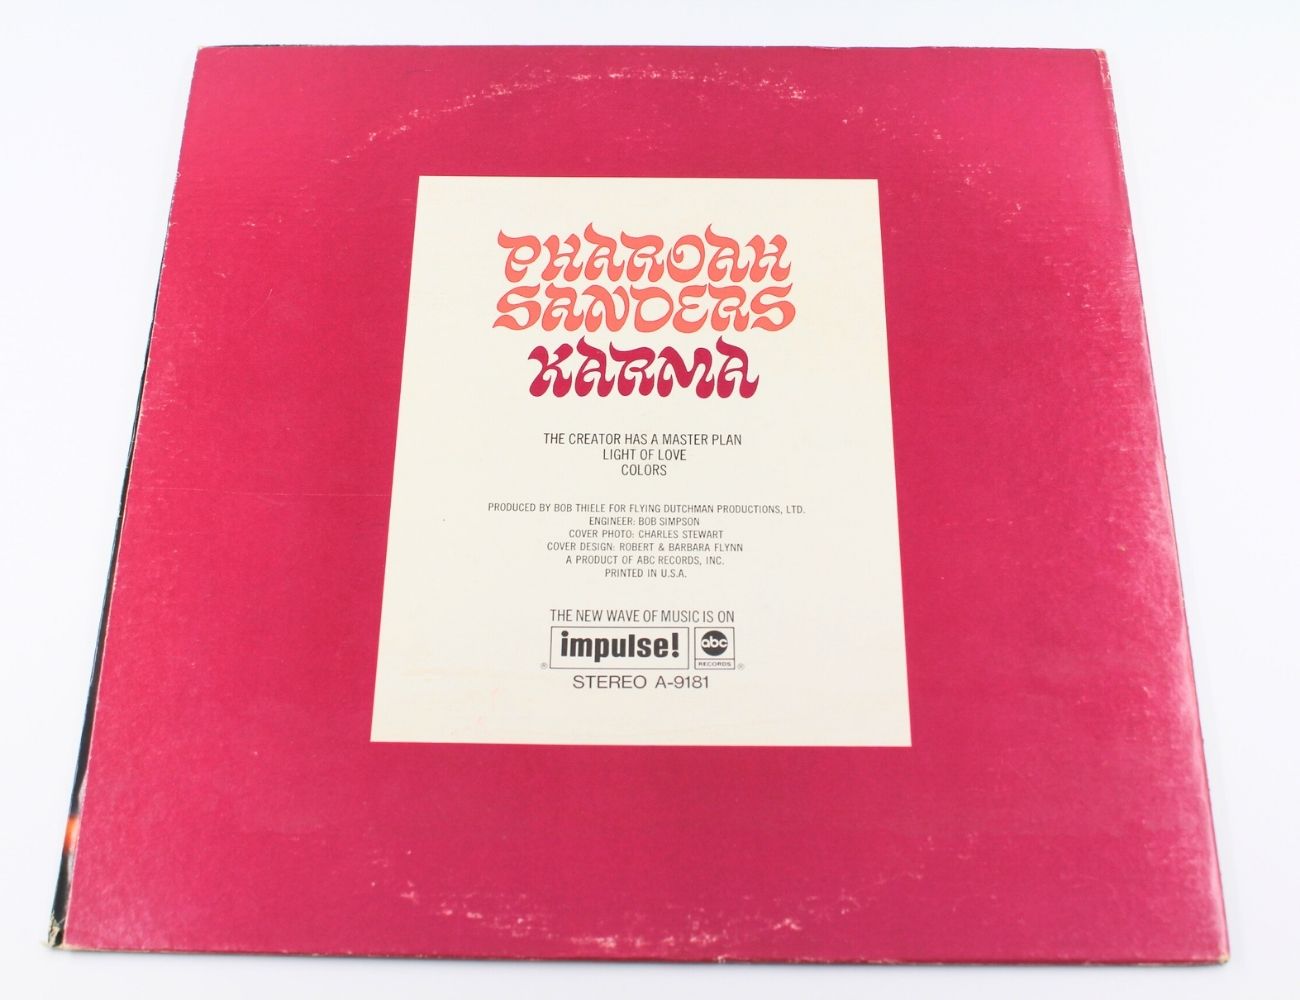 PHAROAH
SANDERS
KARMA
THE CREATOR HAS A MASTER PLAN
LIGHT OF LOVE
COLORS
PRODUCED BY BOB THIELE FOR FLYING DUTCHMAN PRODUCTIONS, LTD.
ENGINEER: BOB SIMPSON
COVER PHOTO: CHARLES STEWART
COVER DESIGN: ROBERT & BARBARA FLYNN
A PRODUCT OF ABC RECORDS, INC.
PRINTED IN U.S.A.
THE NEW WAVE OF MUSIC IS ON
® impulse! abc RECORDS ®
STEREO A-9181